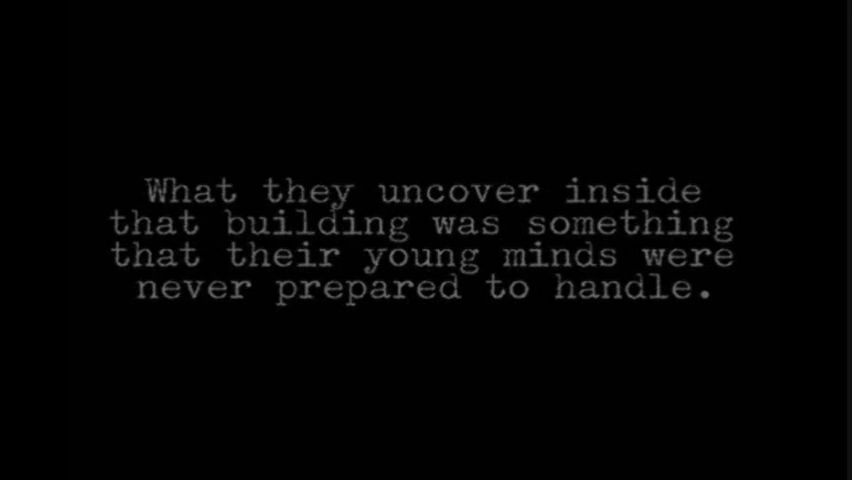 What they uncover inside
that building was something
that their young minds were
never prepared to handle.